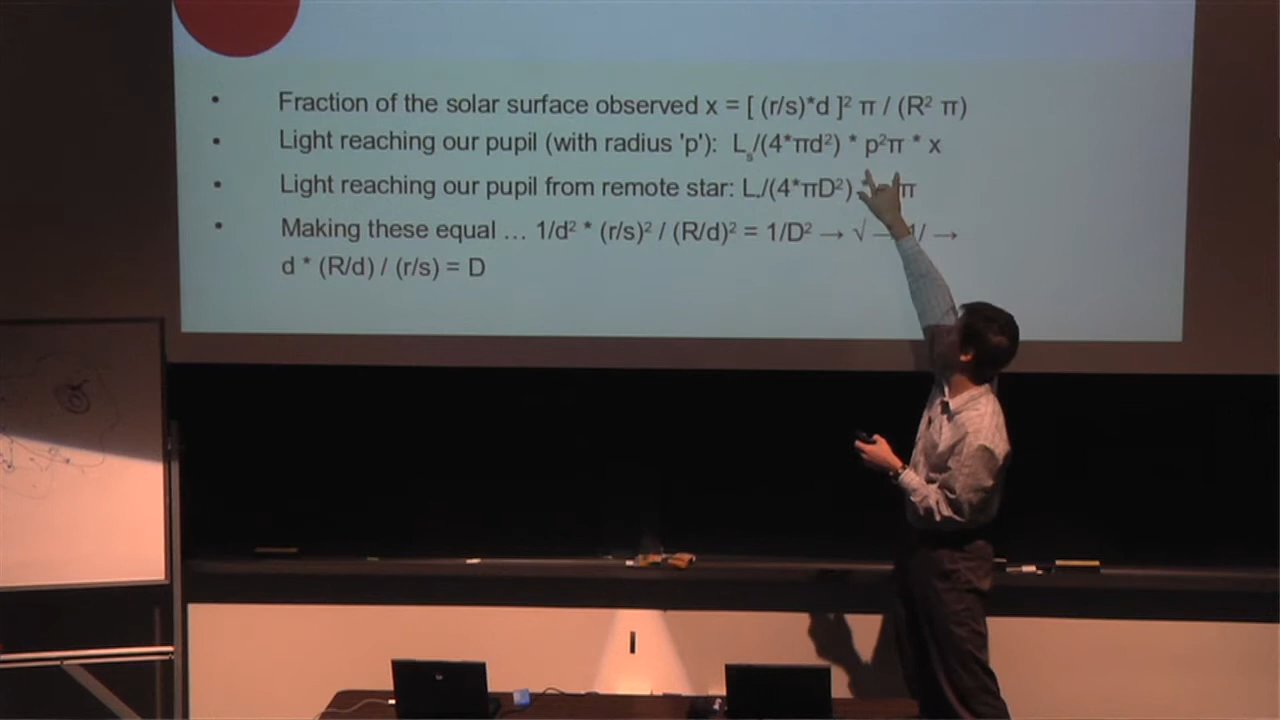 • Fraction of the solar surface observed x = [ (r/s)*d ]² π / (R² π)
• Light reaching our pupil (with radius 'p'): Lₛ/(4*πd²) * p²π * x
• Light reaching our pupil from remote star: L /(4*πD²) π
• Making these equal … 1/d² * (r/s)² / (R/d)² = 1/D² → √ →
d * (R/d) / (r/s) = D